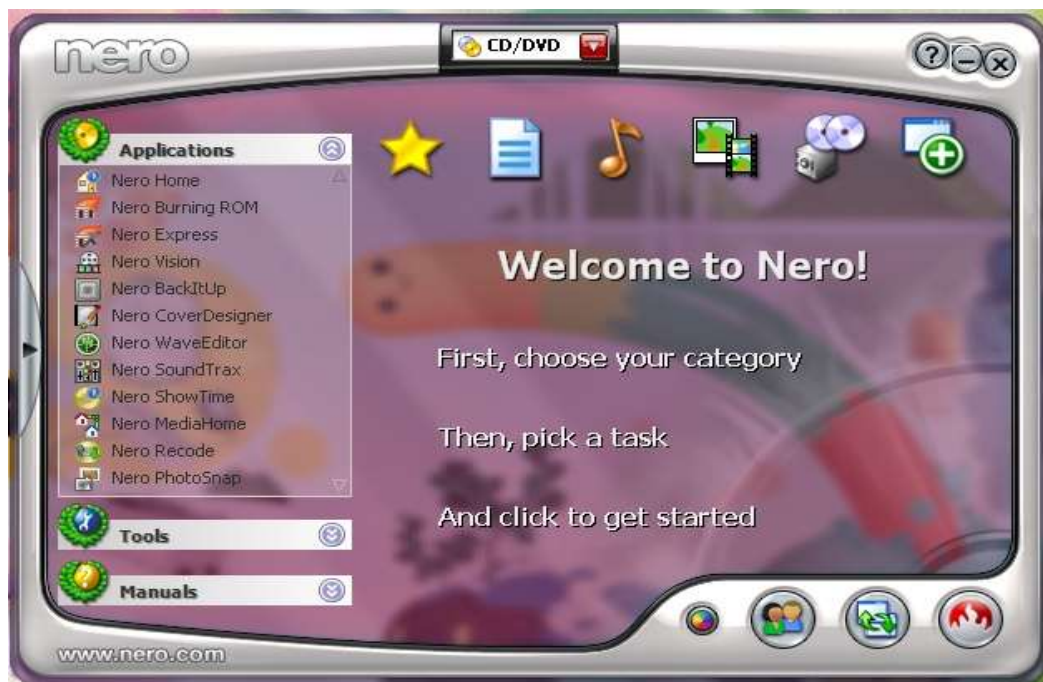 nero
CD/DVD
Applications
Nero Home
Nero Burning ROM
Nero Express
Nero Vision
Nero BackItUp
Nero CoverDesigner
Nero WaveEditor
Nero SoundTrax
Nero ShowTime
Nero MediaHome
Nero Recode
Nero PhotoSnap
Tools
Manuals
Welcome to Nero!
First, choose your category
Then, pick a task
And click to get started
www.nero.com